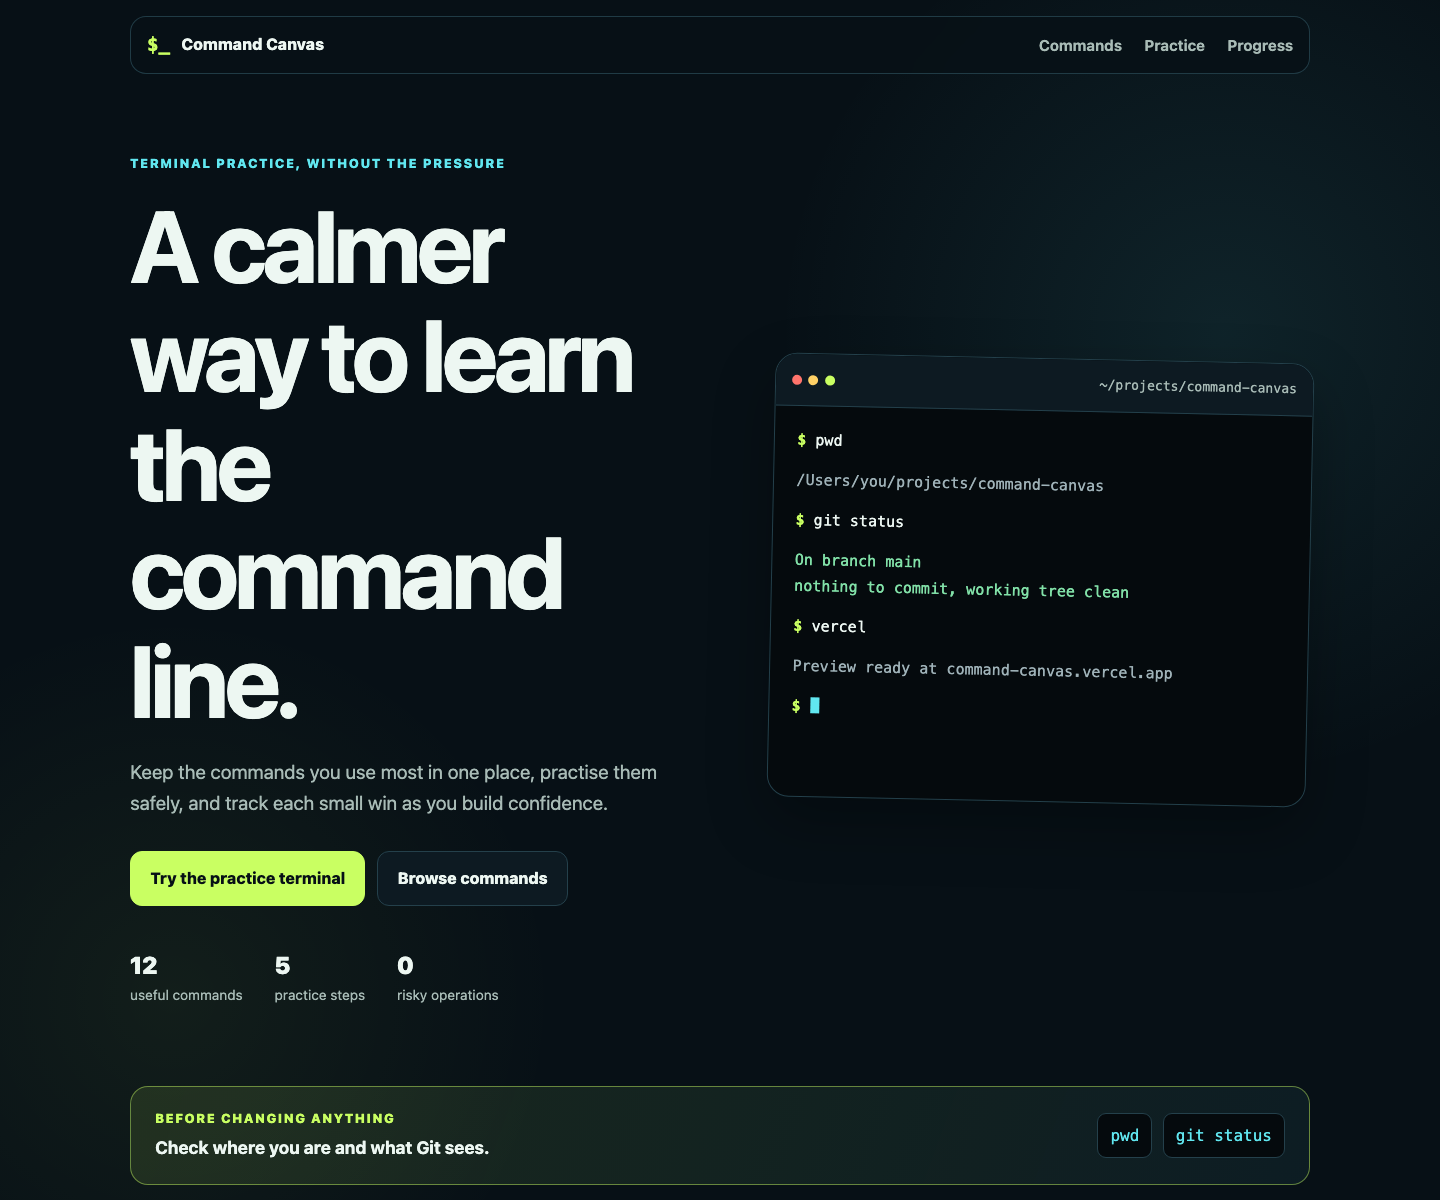 $_ Command Canvas
Commands Practice Progress
TERMINAL PRACTICE, WITHOUT THE PRESSURE
A calmer
way to learn
the
command
line.
Keep the commands you use most in one place, practise them
safely, and track each small win as you build confidence.
Try the practice terminal
Browse commands
12
useful commands
5
practice steps
0
risky operations
~/projects/command-canvas
$ pwd
/Users/you/projects/command-canvas
$ git status
On branch main
nothing to commit, working tree clean
$ vercel
Preview ready at command-canvas.vercel.app
$
BEFORE CHANGING ANYTHING
Check where you are and what Git sees.
pwd
git status